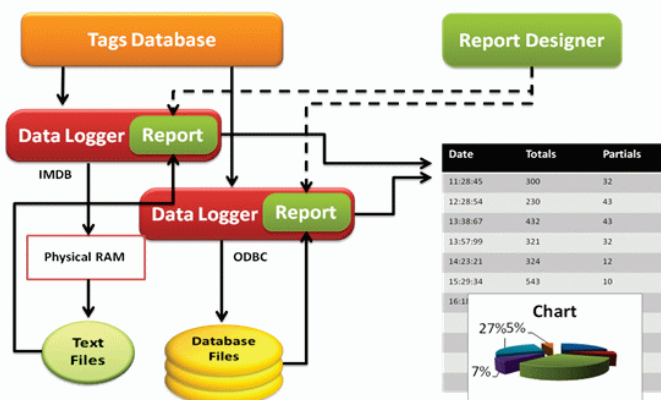 Tags Database
Report Designer
Data Logger Report
IMDB
Data Logger Report
ODBC
Physical RAM
Text
Files
Database
Files
Date Totals Partials
11:28:45 300 32
12:28:54 230 43
13:38:67 432 43
13:57:99 321 32
14:23:21 324 12
15:29:34 543 10
Chart
27% 5%
7%